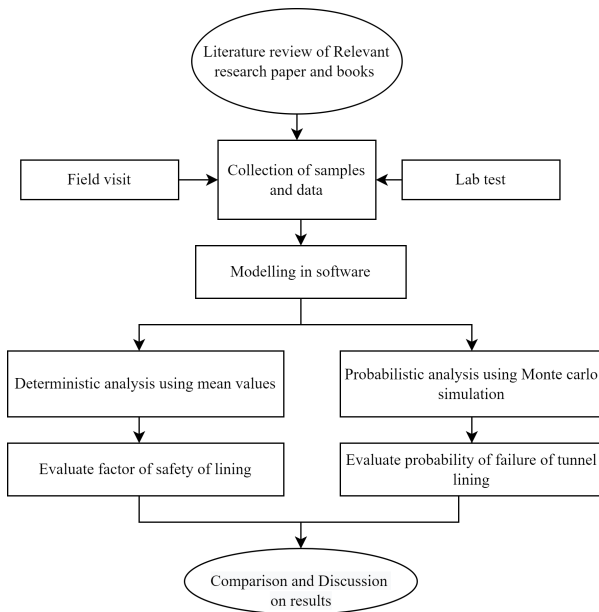 Literature review of Relevant
research paper and books
Field visit
Collection of samples
and data
Lab test
Modelling in software
Deterministic analysis using mean values
Probabilistic analysis using Monte carlo
simulation
Evaluate factor of safety of lining
Evaluate probability of failure of tunnel
lining
Comparison and Discussion
on results